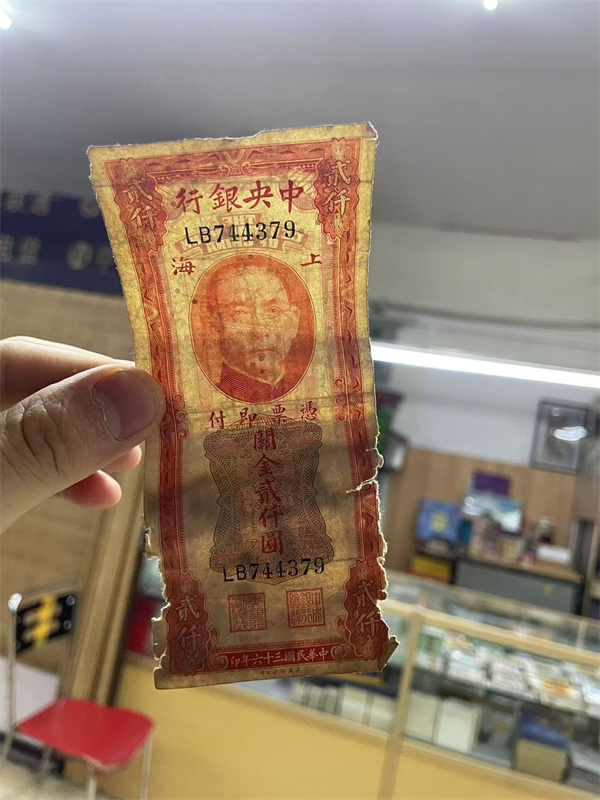 貳仟
貳仟
中央銀行
LB744379
上海
憑票即付
關金貳仟圓
LB744379
貳仟
貳仟
中華民國三十六年印